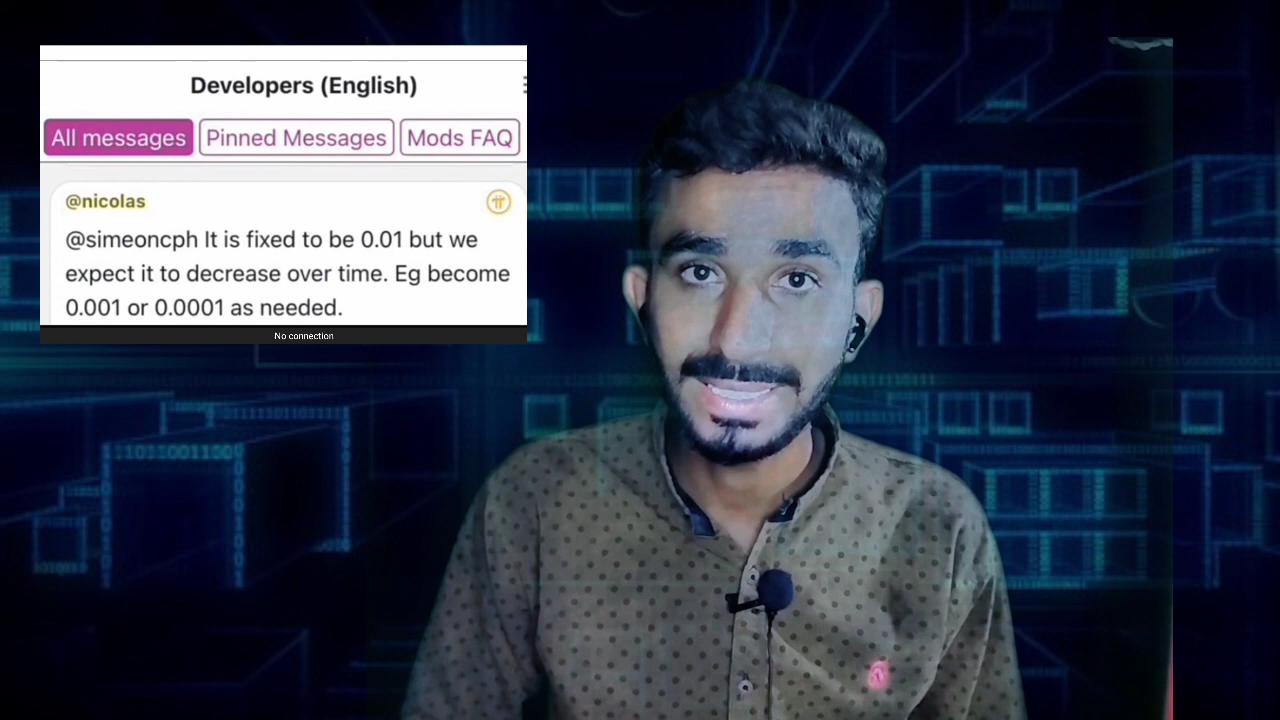 Developers (English)
All messages
Pinned Messages
Mods FAQ
@nicolas
@simeoncph It is fixed to be 0.01 but we
expect it to decrease over time. Eg become
0.001 or 0.0001 as needed.
No connection
110110011000